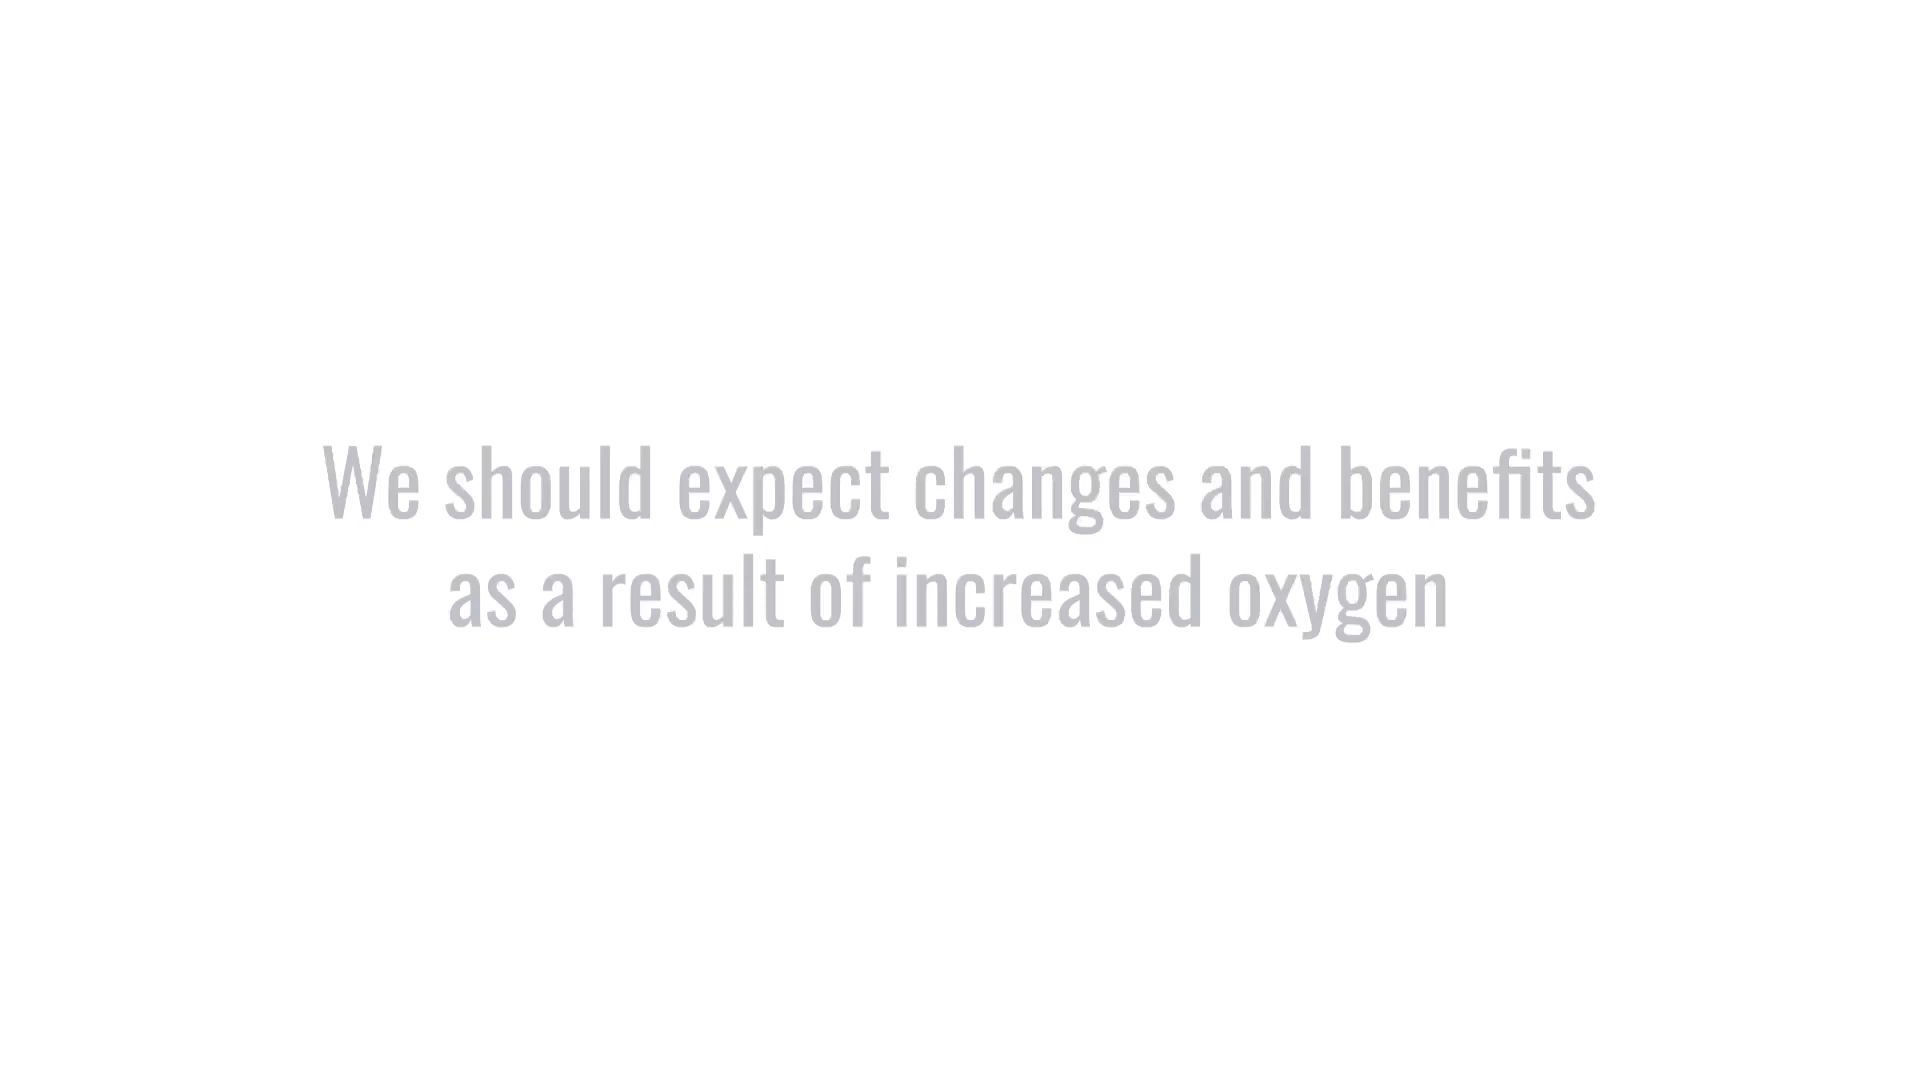 We should expect changes and benefits
as a result of increased oxygen